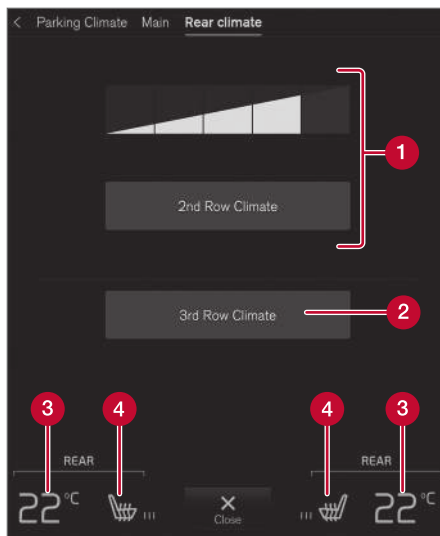 < Parking Climate Main Rear climate
1
2nd Row Climate
3rd Row Climate
2
3 4 4 3
REAR REAR
22°C 22°C
Close